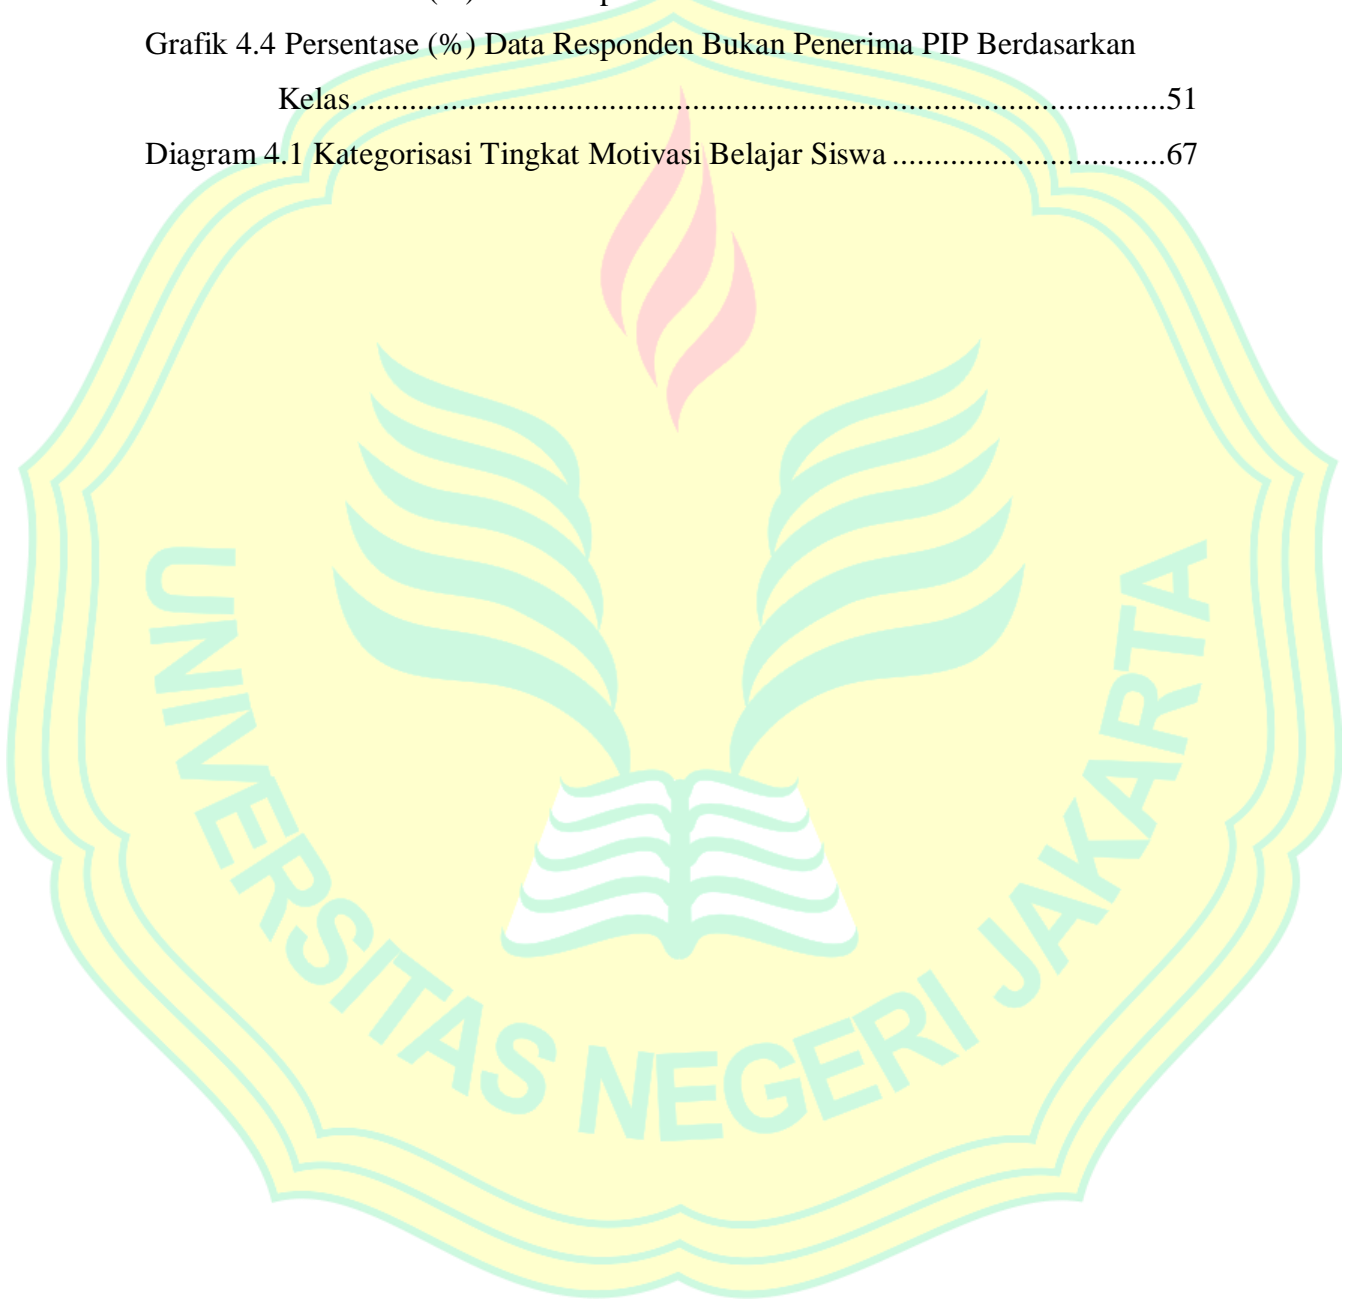 Grafik 4.4 Persentase (%) Data Responden Bukan Penerima PIP Berdasarkan
Kelas....................................................................................................51
Diagram 4.1 Kategorisasi Tingkat Motivasi Belajar Siswa ..................................67
UNIVERSITAS NEGERI JAKARTA